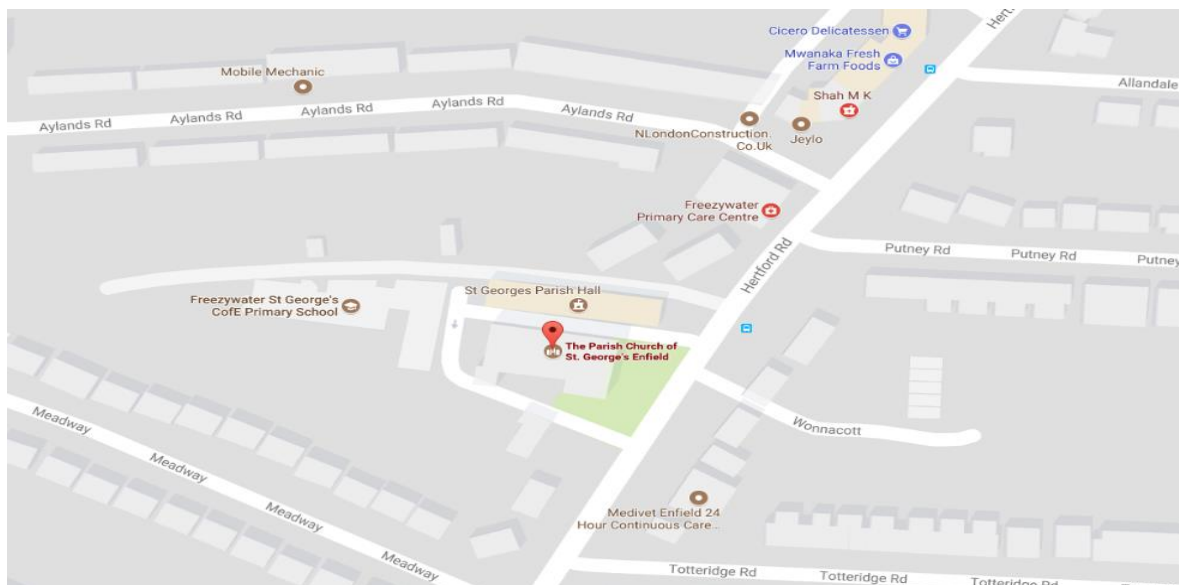 Hert
Cicero Delicatessen
Mwanaka Fresh
Farm Foods
Mobile Mechanic
Shah M K
Allandale
Aylands Rd
Aylands Rd
Aylands Rd
Aylands Rd
NLondonConstruction.
Co.Uk
Jeylo
Freezywater
Primary Care Centre
Putney Rd
Putney Rd
Putney
Hertford Rd
St Georges Parish Hall
Freezywater St George's
CofE Primary School
The Parish Church of
St. George's Enfield
Meadway
Meadway
Meadway
Meadway
Wonnacott
Medivet Enfield 24
Hour Continuous Care...
Totteridge Rd
Totteridge Rd
Totteridge Rd